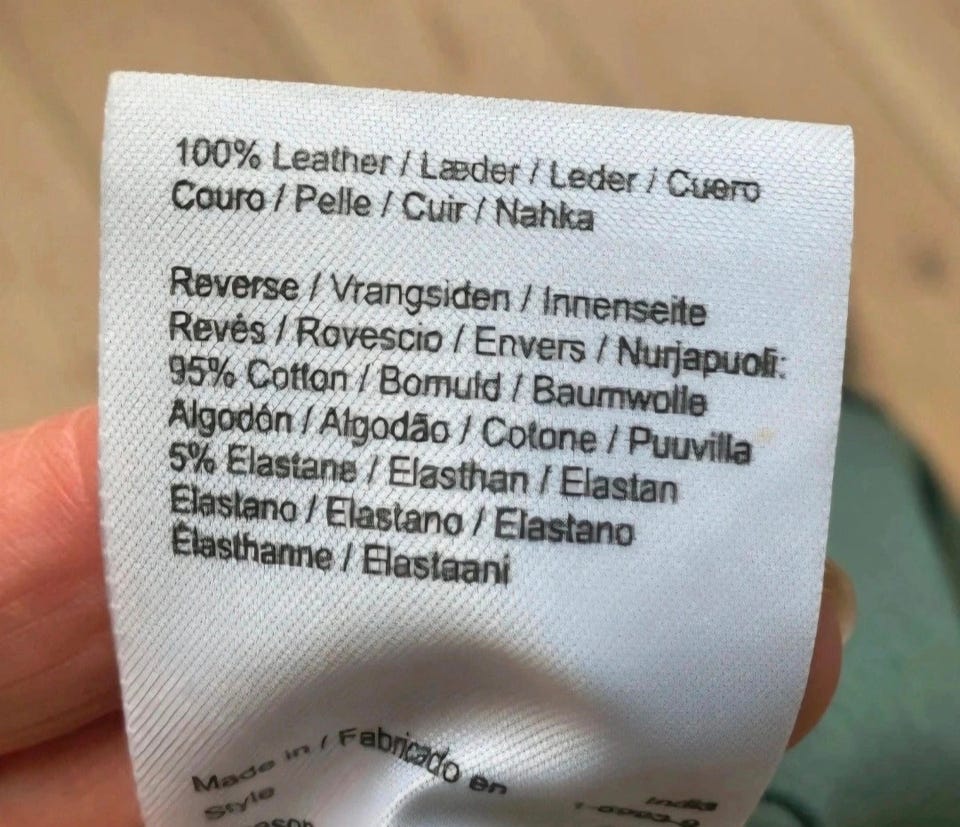 100% Leather / Læder / Leder / Cuero
Couro / Pelle / Cuir / Nahka
Reverse / Vrangsiden / Innenseite
Revés / Rovescio / Envers / Nurjapuoli:
95% Cotton / Bomuld / Baumwolle
Algodón / Algodão / Cotone / Puuvilla
5% Elastane / Elasthan / Elastan
Elastano / Elastano / Elastano
Élasthanne / Elastaani
Made in / Fabricado en India
Style